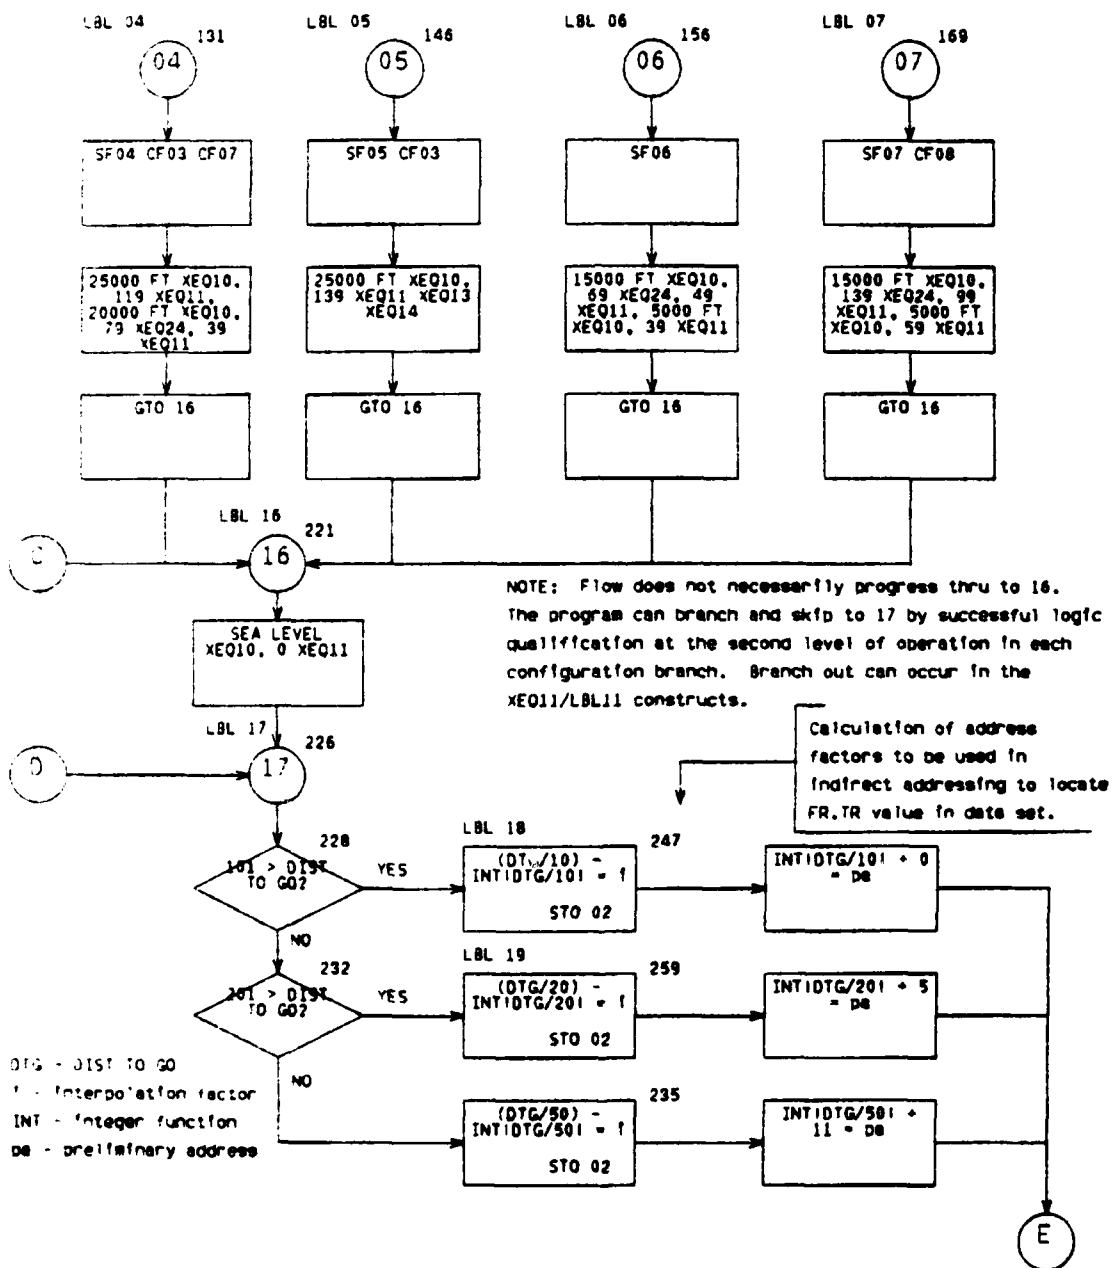 LBL 04
131
04
LBL 05
146
05
LBL 06
156
06
LBL 07
169
07
SF04 CF03 CF07
SF05 CF03
SF06
SF07 CF08
25000 FT XEQ10,
119 XEQ11,
20000 FT XEQ10,
79 XEQ24, 39
XEQ11
25000 FT XEQ10,
139 XEQ11 XEQ13
XEQ14
15000 FT XEQ10,
69 XEQ24, 49
XEQ11, 5000 FT
XEQ10, 39 XEQ11
15000 FT XEQ10,
139 XEQ24, 99
XEQ11, 5000 FT
XEQ10, 59 XEQ11
GTO 16
GTO 16
GTO 16
GTO 16
LBL 16
221
C
16
NOTE: Flow does not necessarily progress thru to 16.
The program can branch and skip to 17 by successful logic
qualification at the second level of operation in each
configuration branch. Branch out can occur in the
XEQ11/LBL11 constructs.
SEA LEVEL
XEQ10, 0 XEQ11
LBL 17
226
D
17
Calculation of address
factors to be used in
indirect addressing to locate
FR,TR value in data set.
228
101 > DIST
TO GO?
YES
NO
LBL 18
247
(DTG/10) -
INT(DTG/10) = f
STO 02
INT(DTG/10) + 0
= pa
232
201 > DIST
TO GO?
YES
NO
LBL 19
259
(DTG/20) -
INT(DTG/20) = f
STO 02
INT(DTG/20) + 5
= pa
DTG - DIST TO GO
f - interpolation factor
INT - integer function
pa - preliminary address
235
(DTG/50) -
INT(DTG/50) = f
STO 02
INT(DTG/50) +
11 = pa
E